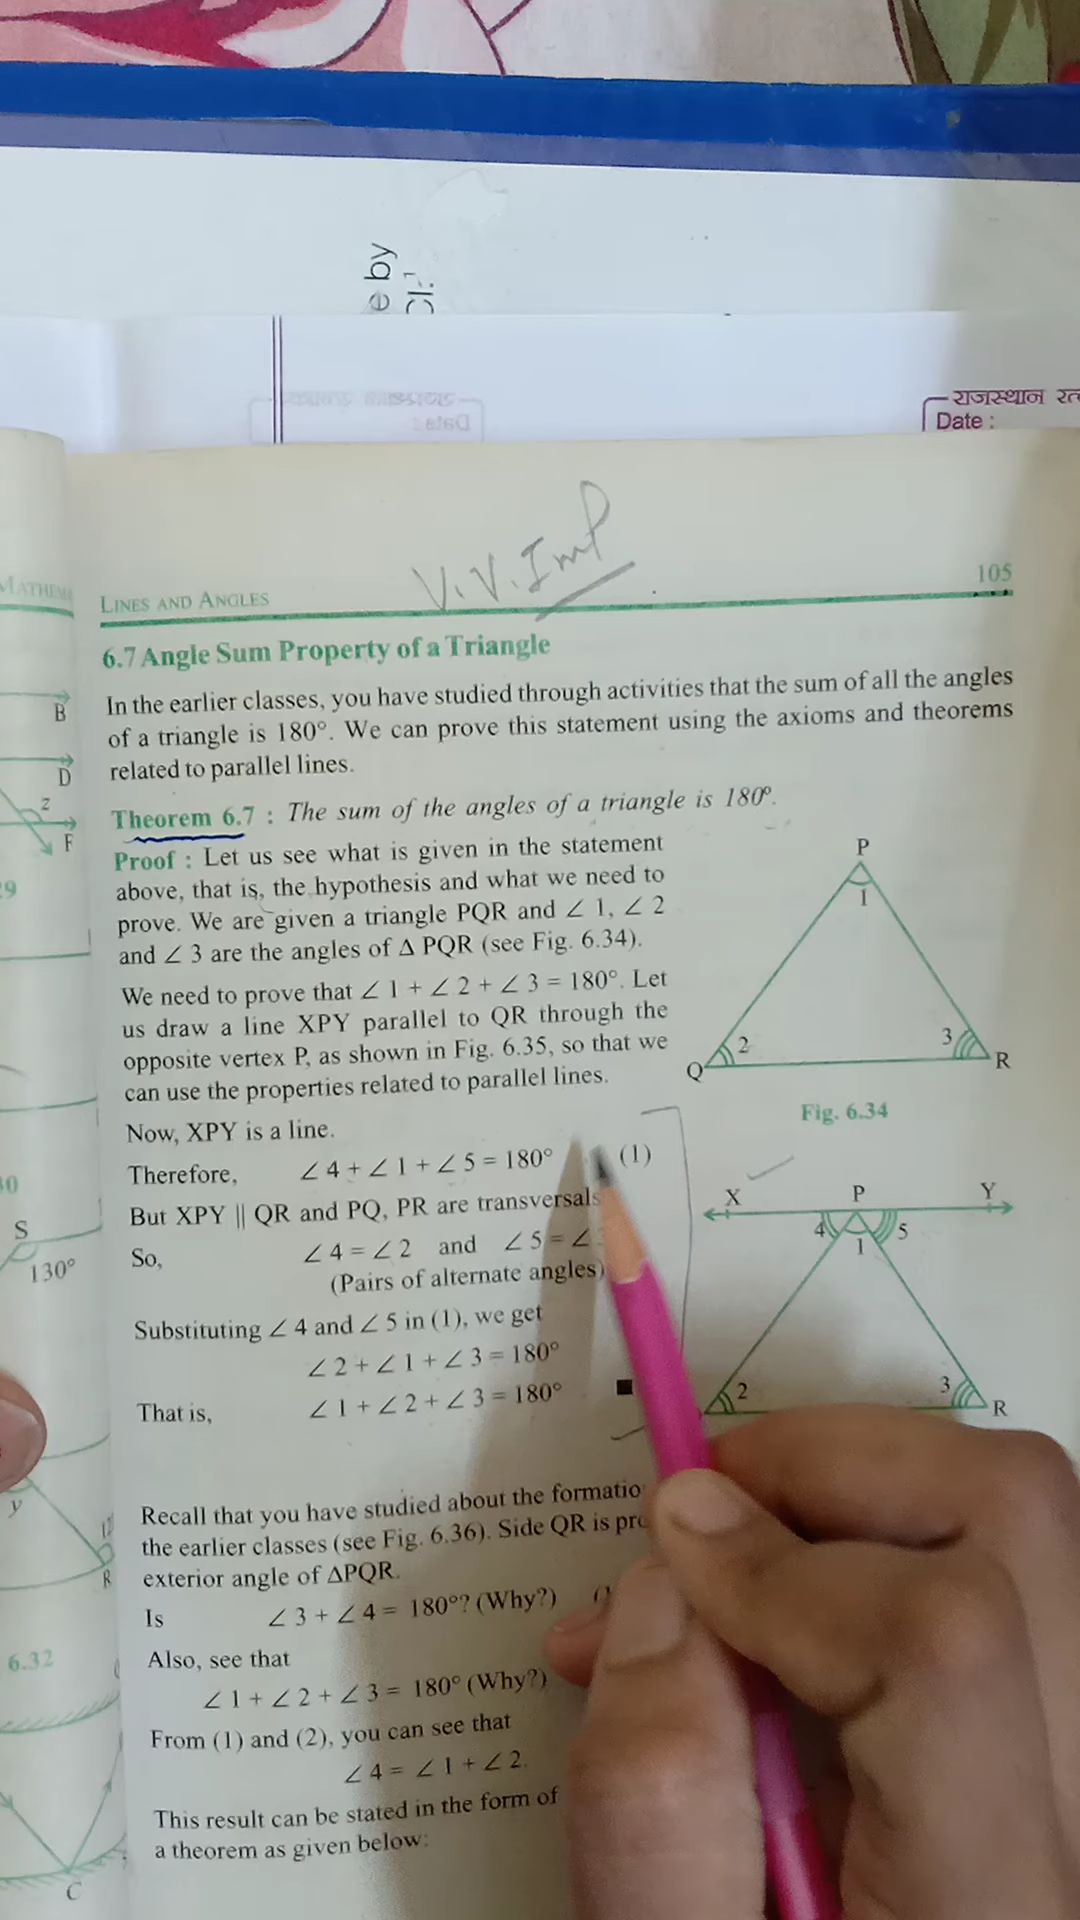 e by
राजस्थान
Date :
Date :
V.V.Imp
MATHEM
LINES AND ANGLES
105
6.7 Angle Sum Property of a Triangle
In the earlier classes, you have studied through activities that the sum of all the angles
of a triangle is 180°. We can prove this statement using the axioms and theorems
related to parallel lines.
Theorem 6.7 : The sum of the angles of a triangle is 180°.
Proof : Let us see what is given in the statement
above, that is, the hypothesis and what we need to
prove. We are given a triangle PQR and ∠ 1, ∠ 2
and ∠ 3 are the angles of Δ PQR (see Fig. 6.34).
We need to prove that ∠ 1 + ∠ 2 + ∠ 3 = 180°. Let
us draw a line XPY parallel to QR through the
opposite vertex P, as shown in Fig. 6.35, so that we
can use the properties related to parallel lines.
P
1
2
3
Q
R
Fig. 6.34
Now, XPY is a line.
Therefore, ∠ 4 + ∠ 1 + ∠ 5 = 180° (1)
But XPY || QR and PQ, PR are transversals
So, ∠ 4 = ∠ 2 and ∠ 5 = ∠
(Pairs of alternate angles)
Substituting ∠ 4 and ∠ 5 in (1), we get
∠ 2 + ∠ 1 + ∠ 3 = 180°
That is, ∠ 1 + ∠ 2 + ∠ 3 = 180° ■
X P Y
4 1 5
2
3
R
Recall that you have studied about the formatio
the earlier classes (see Fig. 6.36). Side QR is pro
exterior angle of ΔPQR.
Is ∠ 3 + ∠ 4 = 180°? (Why?)
Also, see that
∠ 1 + ∠ 2 + ∠ 3 = 180° (Why?)
From (1) and (2), you can see that
∠ 4 = ∠ 1 + ∠ 2.
This result can be stated in the form of
a theorem as given below:
B
D
z
F
S
130°
y
R
6.32
C